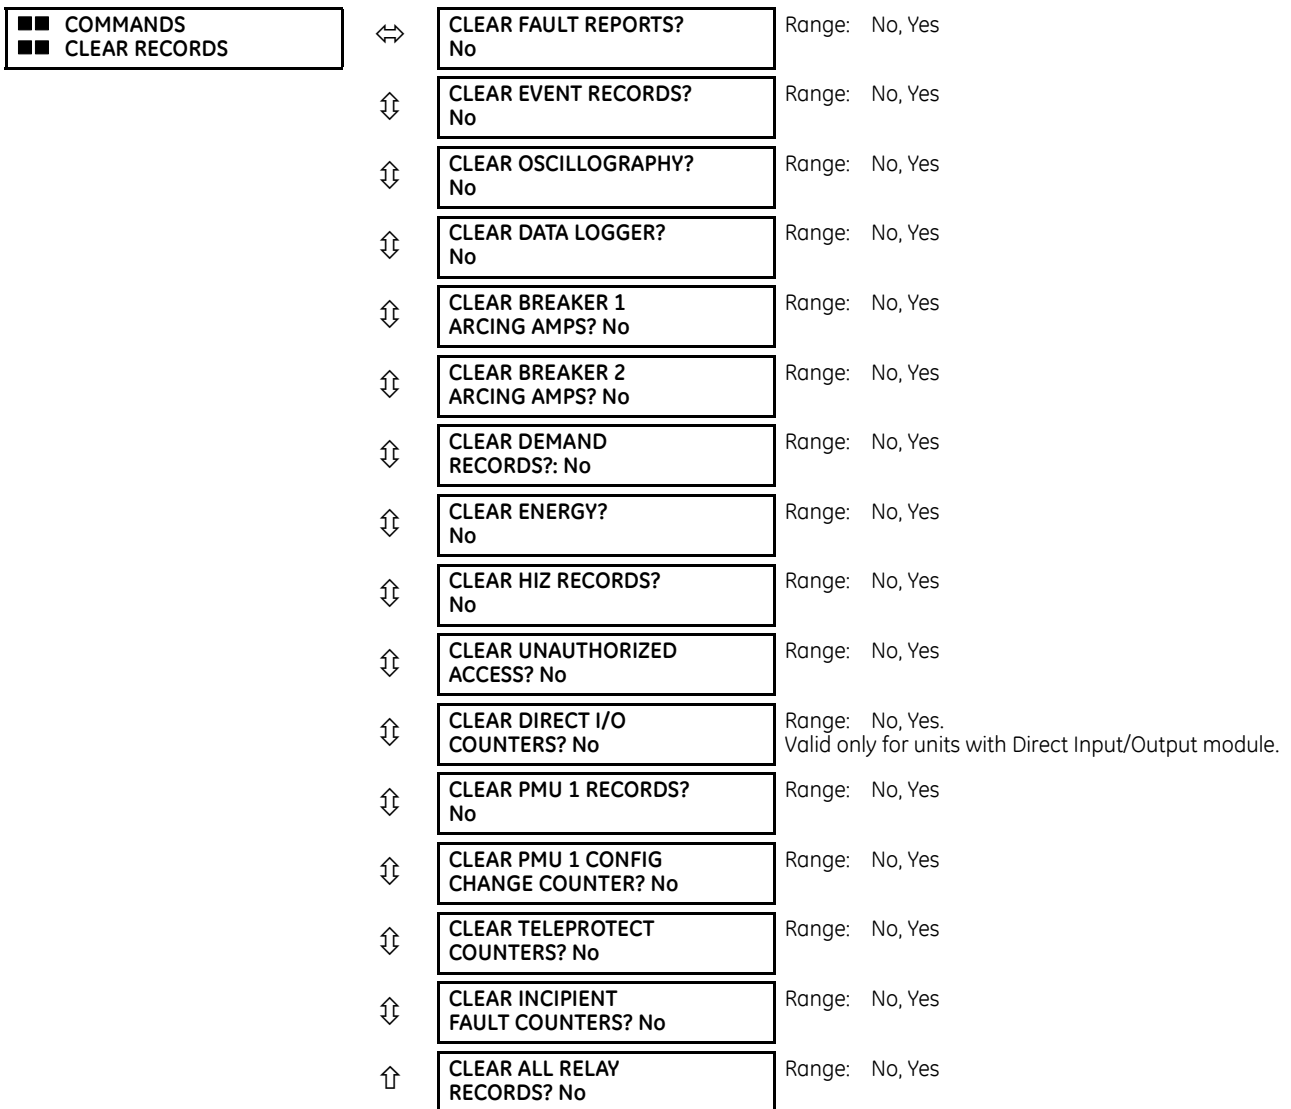 ■■ COMMANDS
■■ CLEAR RECORDS
CLEAR FAULT REPORTS?
No
Range: No, Yes
CLEAR EVENT RECORDS?
No
Range: No, Yes
CLEAR OSCILLOGRAPHY?
No
Range: No, Yes
CLEAR DATA LOGGER?
No
Range: No, Yes
CLEAR BREAKER 1
ARCING AMPS? No
Range: No, Yes
CLEAR BREAKER 2
ARCING AMPS? No
Range: No, Yes
CLEAR DEMAND
RECORDS?: No
Range: No, Yes
CLEAR ENERGY?
No
Range: No, Yes
CLEAR HIZ RECORDS?
No
Range: No, Yes
CLEAR UNAUTHORIZED
ACCESS? No
Range: No, Yes
CLEAR DIRECT I/O
COUNTERS? No
Range: No, Yes.
Valid only for units with Direct Input/Output module.
CLEAR PMU 1 RECORDS?
No
Range: No, Yes
CLEAR PMU 1 CONFIG
CHANGE COUNTER? No
Range: No, Yes
CLEAR TELEPROTECT
COUNTERS? No
Range: No, Yes
CLEAR INCIPIENT
FAULT COUNTERS? No
Range: No, Yes
CLEAR ALL RELAY
RECORDS? No
Range: No, Yes